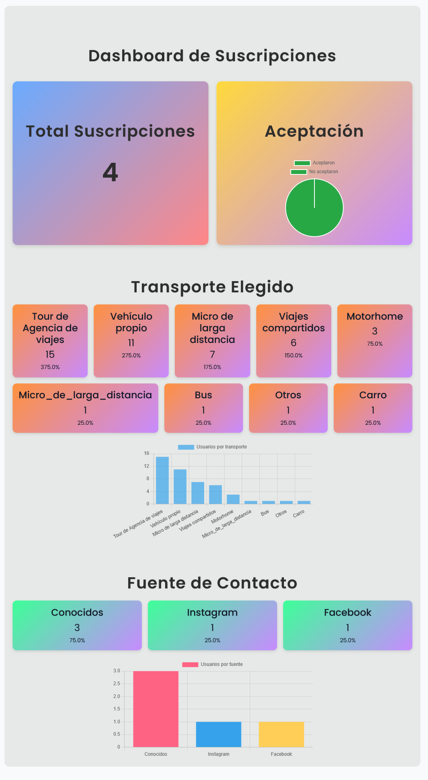 Dashboard de Suscripciones
Total Suscripciones
4
Aceptación
Aceptaron
No aceptaron
Transporte Elegido
Tour de
Agencia de
viajes
15
375.0%
Vehículo
propio
11
275.0%
Micro de
larga
distancia
7
175.0%
Viajes
compartidos
6
150.0%
Motorhome
3
75.0%
Micro_de_larga_distancia
1
25.0%
Bus
1
25.0%
Otros
1
25.0%
Carro
1
25.0%
Usuarios por transporte
16
12
8
4
0
Tour de Agencia de viajes
Vehículo propio
Micro de larga distancia
Viajes compartidos
Motorhome
Micro_de_larga_distancia
Bus
Otros
Carro
Fuente de Contacto
Conocidos
3
75.0%
Instagram
1
25.0%
Facebook
1
25.0%
Usuarios por fuente
3.0
2.5
2.0
1.5
1.0
0.5
0
Conocidos
Instagram
Facebook